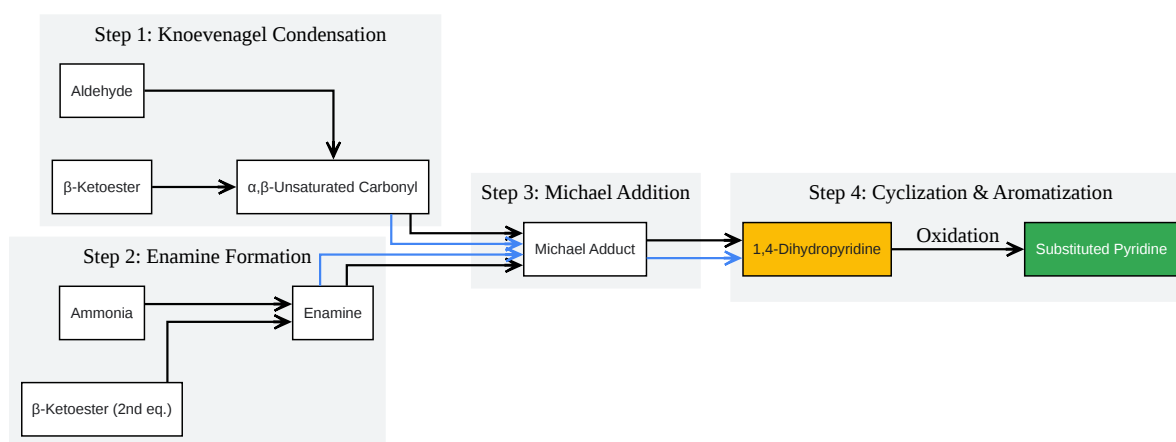 Step 1: Knoevenagel Condensation
Aldehyde
β-Ketoester
α,β-Unsaturated Carbonyl
Step 2: Enamine Formation
Ammonia
Enamine
β-Ketoester (2nd eq.)
Step 3: Michael Addition
Michael Adduct
Step 4: Cyclization & Aromatization
1,4-Dihydropyridine
Oxidation
Substituted Pyridine